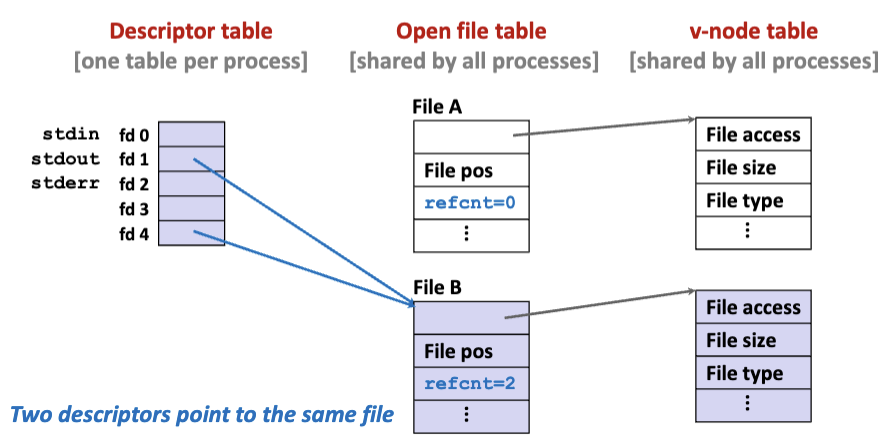 Descriptor table
[one table per process]
Open file table
[shared by all processes]
v-node table
[shared by all processes]
stdin fd 0
stdout fd 1
stderr fd 2
fd 3
fd 4
File A
File pos
refcnt=0
⋮
File access
File size
File type
⋮
File B
File pos
refcnt=2
⋮
File access
File size
File type
⋮
Two descriptors point to the same file